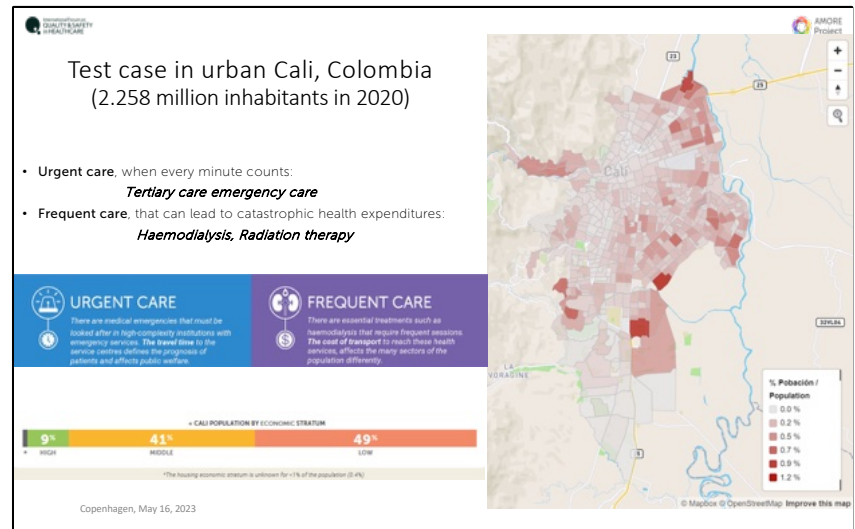 International Forum on
QUALITY & SAFETY
in HEALTHCARE
AMORE
Project
Test case in urban Cali, Colombia
(2.258 million inhabitants in 2020)
• Urgent care, when every minute counts:
Tertiary care emergency care
• Frequent care, that can lead to catastrophic health expenditures:
Haemodialysis, Radiation therapy
URGENT CARE
There are medical emergencies that must be
looked after in high-complexity institutions with
emergency services. The travel time to the
service centres defines the prognosis of
patients and affects public welfare.
FREQUENT CARE
There are essential treatments such as
haemodialysis that require frequent sessions.
The cost of transport to reach these health
services, affects the many sectors of the
population differently.
CALI POPULATION BY ECONOMIC STRATUM
9% 41% 49%
* HIGH MIDDLE LOW
*The housing economic stratum is unknown for <1% of the population (0.4%)
Copenhagen, May 16, 2023
23
25
Cali
LA
VORAGINE
5
% Pobación /
Population
0.0 %
0.2 %
0.5 %
0.7 %
0.9 %
1.2 %
© Mapbox © OpenStreetMap Improve this map